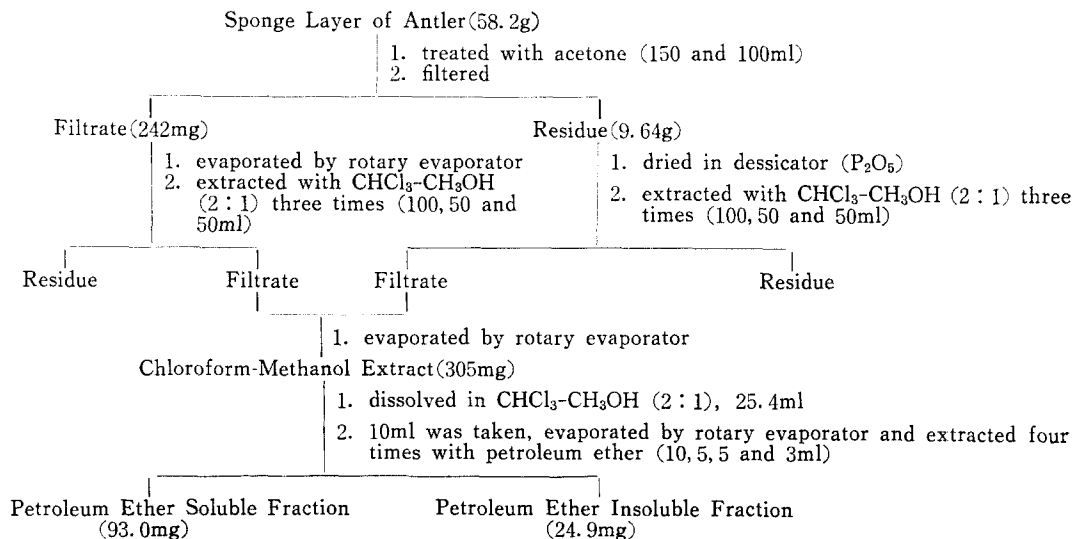 Sponge Layer of Antler(58.2g)
1. treated with acetone (150 and 100ml)
2. filtered
Filtrate(242mg)
1. evaporated by rotary evaporator
2. extracted with CHCl₃-CH₃OH
(2 : 1) three times (100, 50 and
50ml)
Residue(9.64g)
1. dried in dessicator (P₂O₅)
2. extracted with CHCl₃-CH₃OH (2 : 1) three
times (100, 50 and 50ml)
Residue
Filtrate
Filtrate
Residue
1. evaporated by rotary evaporator
Chloroform-Methanol Extract(305mg)
1. dissolved in CHCl₃-CH₃OH (2 : 1), 25.4ml
2. 10ml was taken, evaporated by rotary evaporator and extracted four
times with petroleum ether (10, 5, 5 and 3ml)
Petroleum Ether Soluble Fraction
(93.0mg)
Petroleum Ether Insoluble Fraction
(24.9mg)